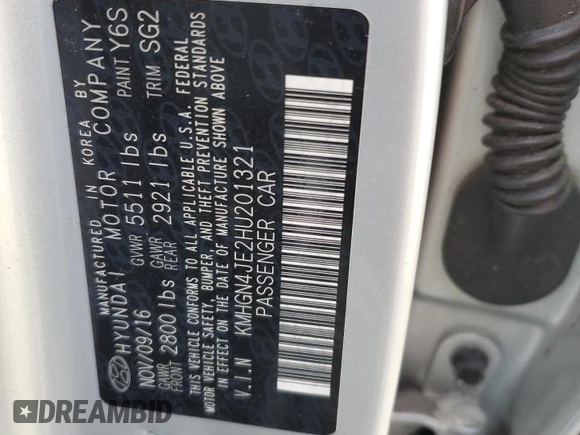 MANUFACTURED IN KOREA BY
HYUNDAI MOTOR COMPANY
NOV/09/16 GVWR 5511 lbs PAINT Y6S
GAWR FRONT 2800 lbs GAWR REAR 2921 lbs TRIM SG2
THIS VEHICLE CONFORMS TO ALL APPLICABLE U.S.A. FEDERAL
MOTOR VEHICLE SAFETY, BUMPER, AND THEFT PREVENTION STANDARDS
IN EFFECT ON THE DATE OF MANUFACTURE SHOWN ABOVE
V.I.N KMHGN4JE2HU201321
PASSENGER CAR
DREAMBID